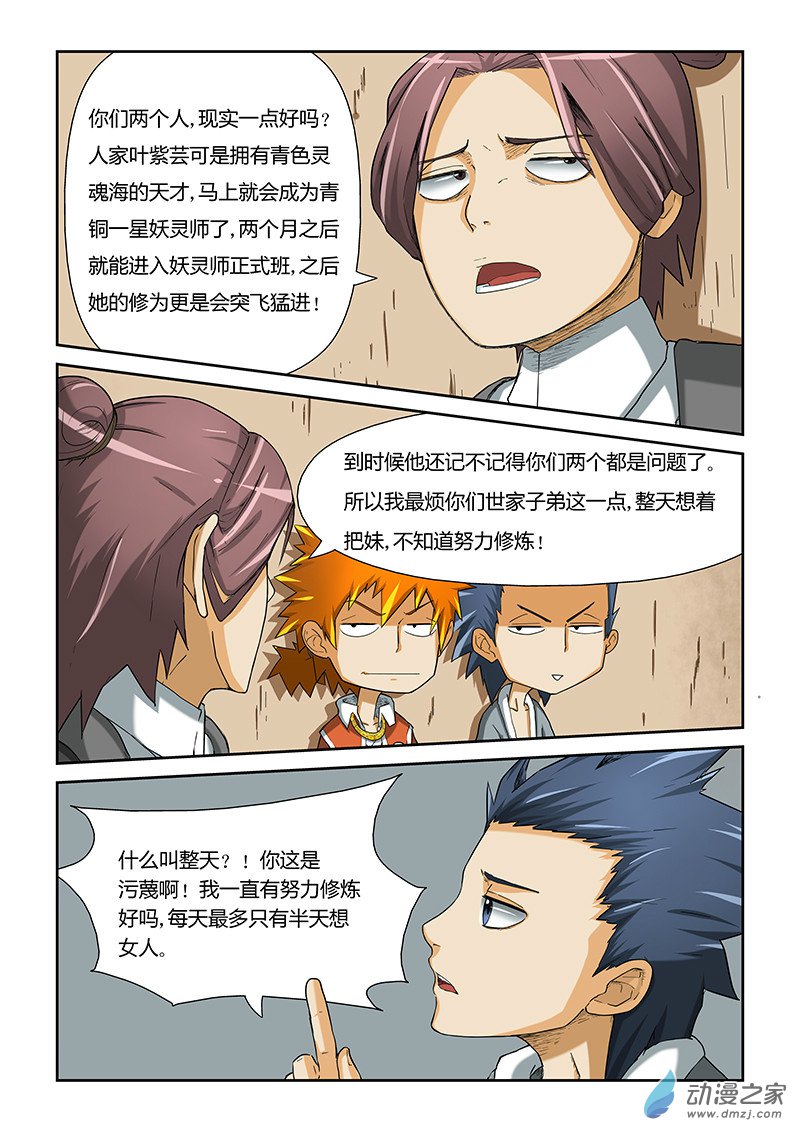 你们两个人,现实一点好吗?
人家叶紫芸可是拥有青色灵
魂海的天才,马上就会成为青
铜一星妖灵师了,两个月之后
就能进入妖灵师正式班,之后
她的修为更是会突飞猛进!
到时候他还记不记得你们两个都是问题了。
所以我最烦你们世家子弟这一点,整天想着
把妹,不知道努力修炼!
什么叫整天?!你这是
污蔑啊!我一直有努力修炼
好吗,每天最多只有半天想
女人。
动漫之家
www.dmzj.com